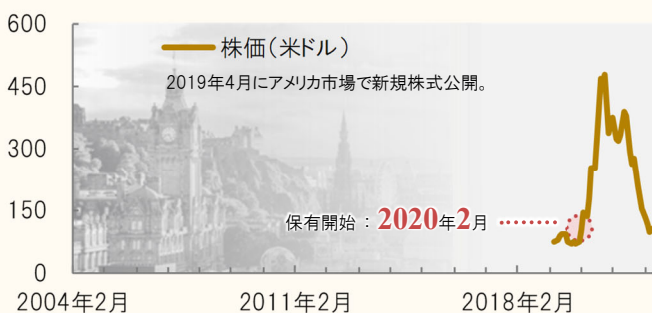 600
株価(米ドル)
2019年4月にアメリカ市場で新規株式公開。
450
300
150
保有開始：2020年2月
0
2004年2月 2011年2月 2018年2月